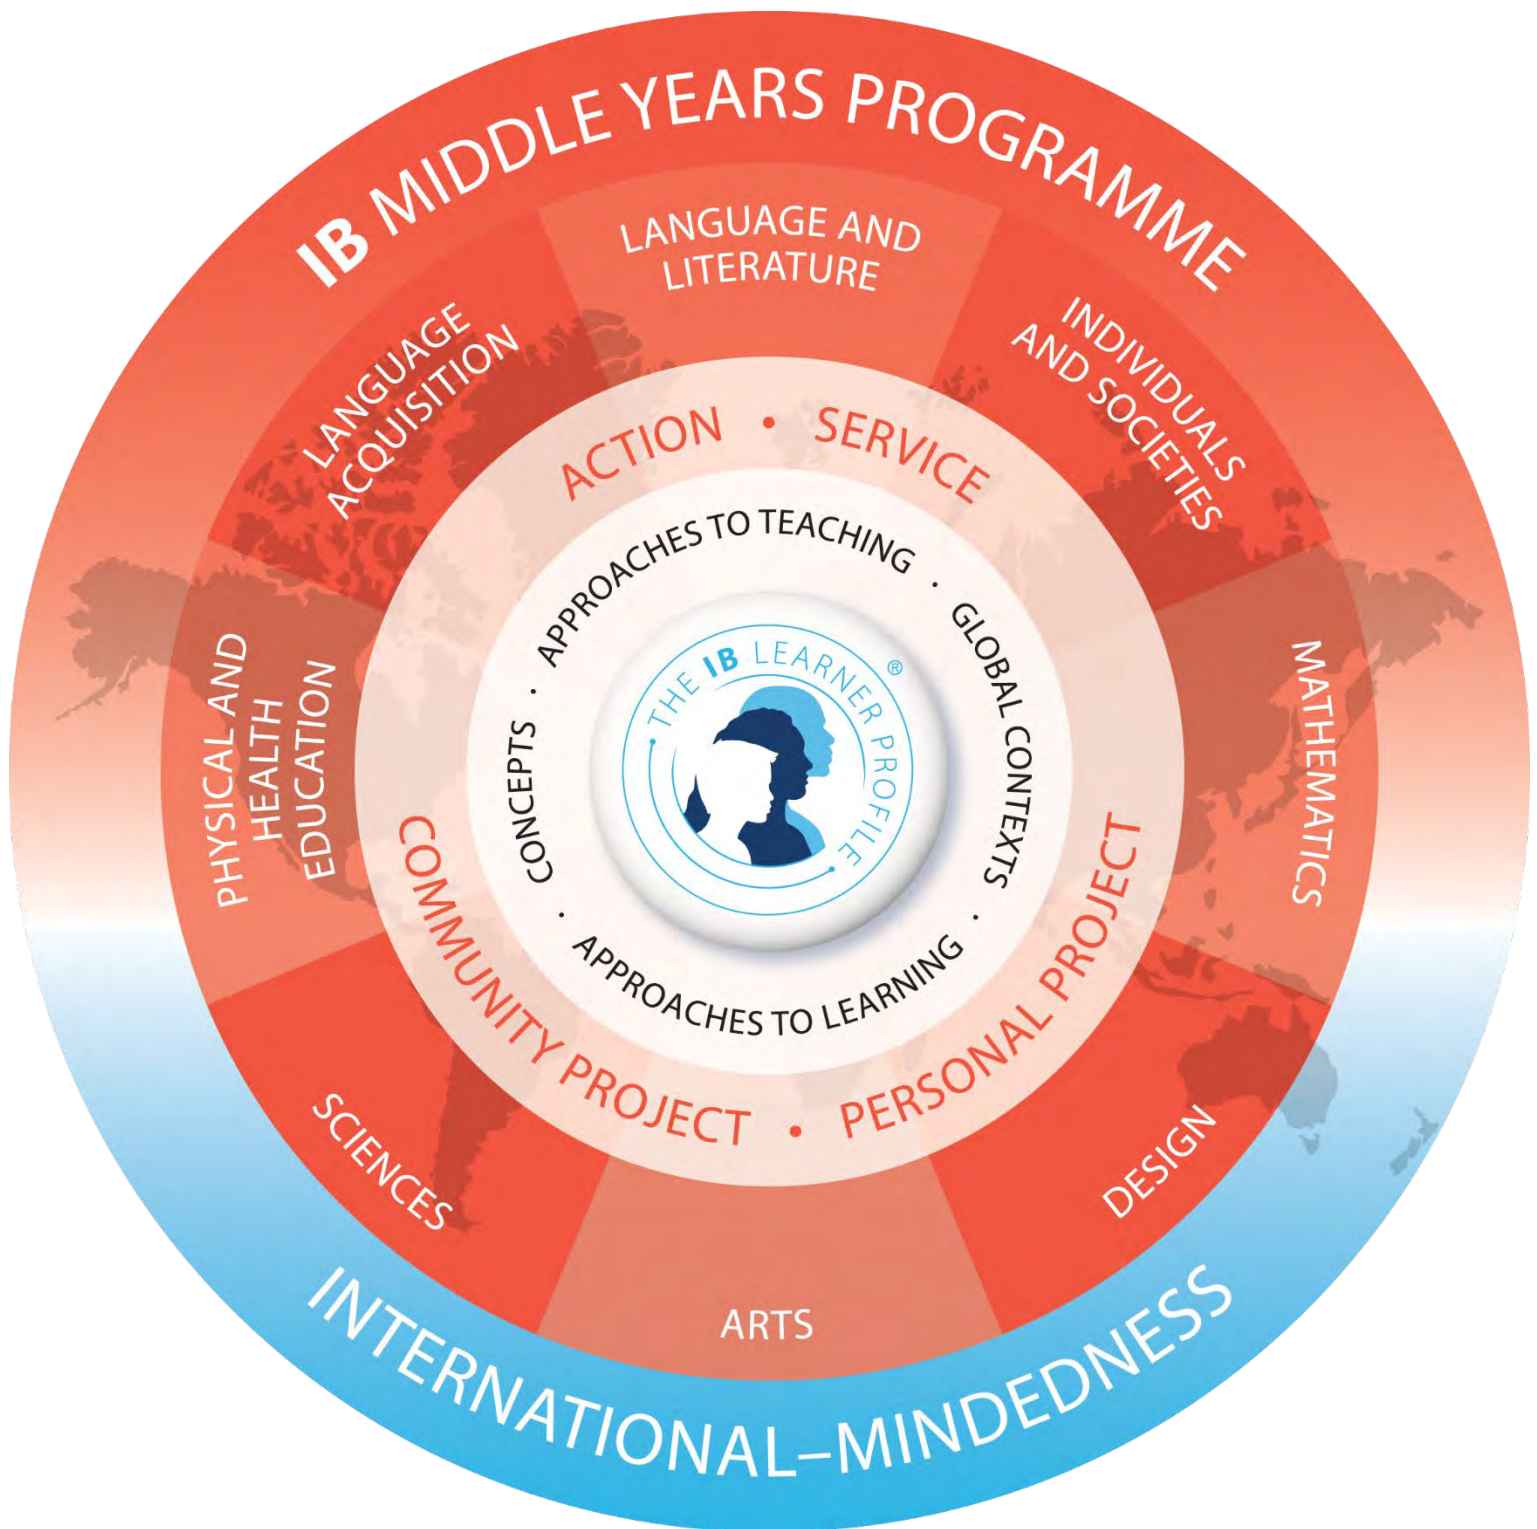 IB MIDDLE YEARS PROGRAMME
LANGUAGE AND
LITERATURE
INDIVIDUALS
AND SOCIETIES
MATHEMATICS
DESIGN
ARTS
SCIENCES
PHYSICAL AND
HEALTH
EDUCATION
LANGUAGE
ACQUISITION
ACTION • SERVICE
COMMUNITY PROJECT • PERSONAL PROJECT
APPROACHES TO TEACHING ·
GLOBAL CONTEXTS ·
APPROACHES TO LEARNING ·
CONCEPTS ·
THE IB LEARNER PROFILE ®
INTERNATIONAL–MINDEDNESS